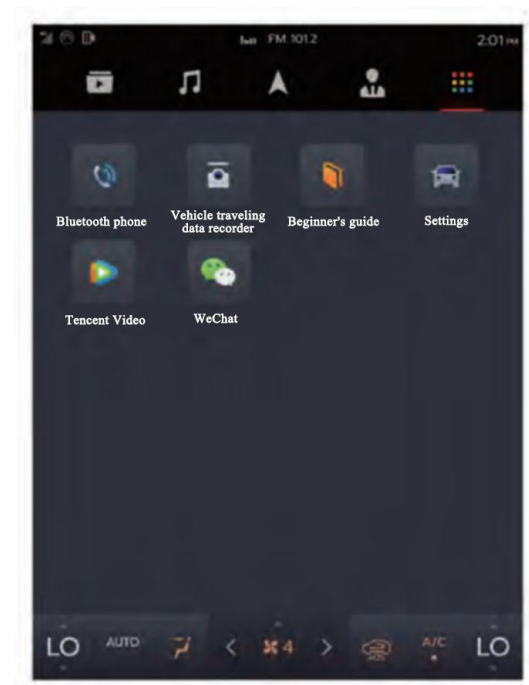 FM 101.2
2:01 PM
Bluetooth phone
Vehicle traveling
data recorder
Beginner's guide
Settings
Tencent Video
WeChat
LO
AUTO
4
A/C
LO